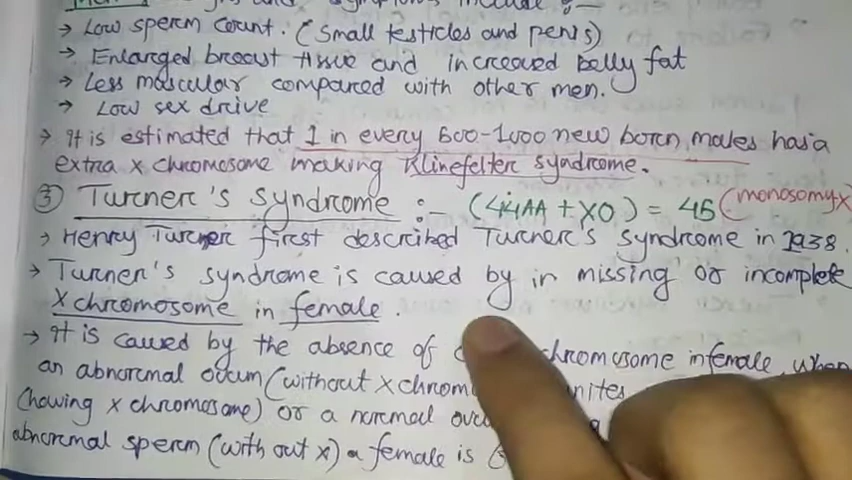 symptoms include :-
→ Low sperm count. (Small testicles and penis)
→ Enlarged breast tissue and increased belly fat
→ Less muscular compared with other men.
→ Low sex drive
→ It is estimated that 1 in every 600-1000 new born males has a
extra x chromosome making Klinefelter syndrome.
③ Turner's syndrome :- (44AA + XO) = 45 (monosomy x
→ Henry Turner first described Turner's syndrome in 1938.
→ Turner's syndrome is caused by in missing or incomplete
X chromosome in female.
→ It is caused by the absence of chromosome in female, when
an abnormal ovum (without X chrom unites
(having x chromosome) or a normal ovu
abnormal sperm (with out x) a female is